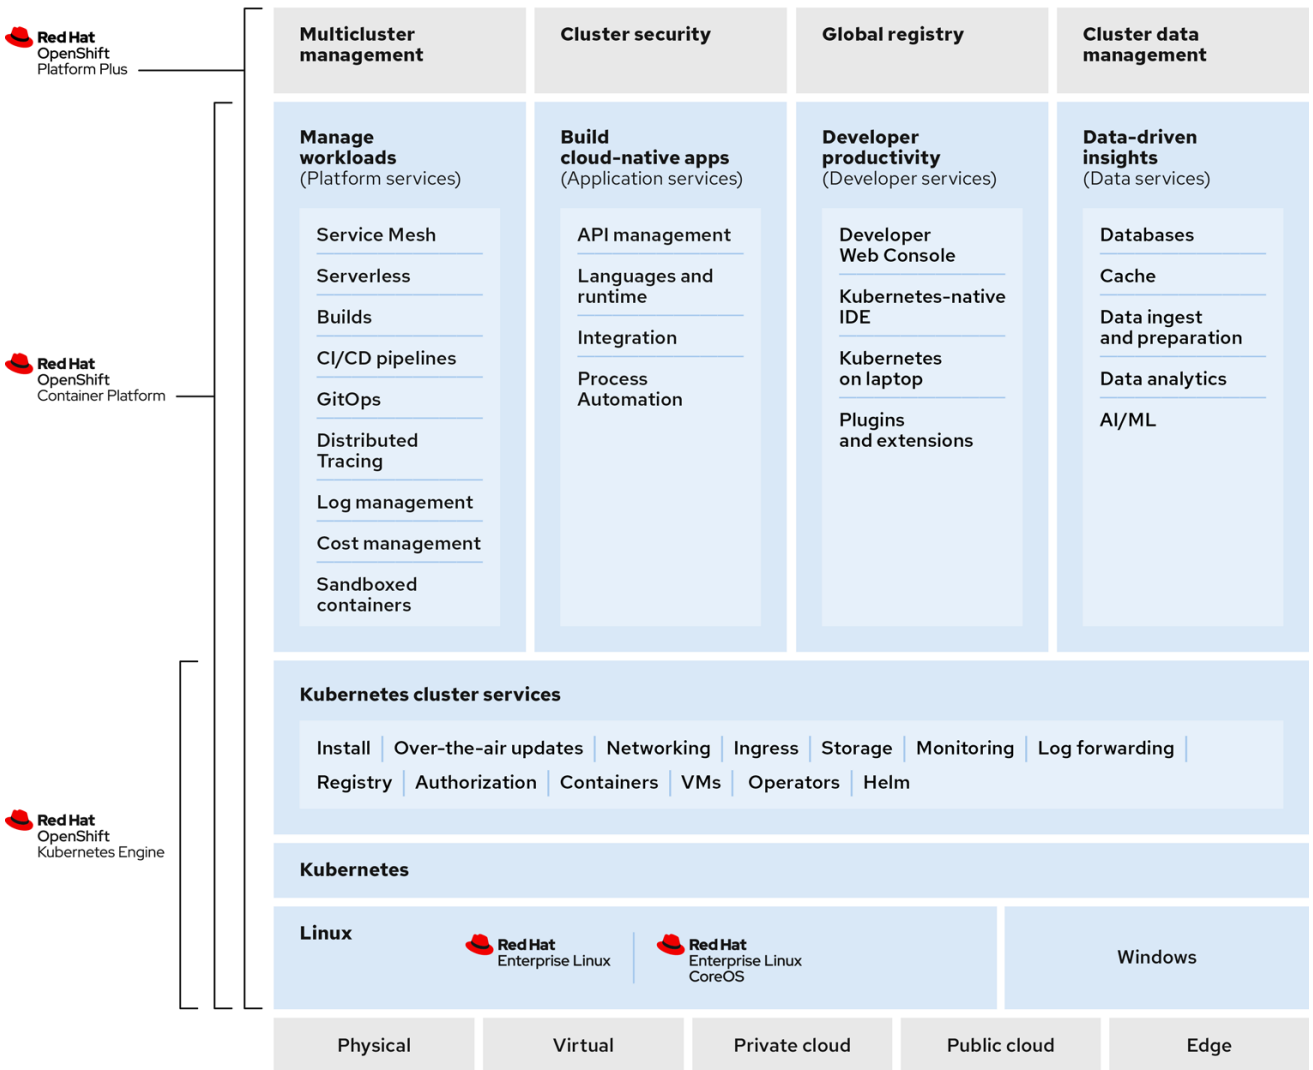 Red Hat
OpenShift
Platform Plus
Multicluster
management
Cluster security
Global registry
Cluster data
management
Red Hat
OpenShift
Container Platform
Manage
workloads
(Platform services)
Service Mesh
Serverless
Builds
CI/CD pipelines
GitOps
Distributed
Tracing
Log management
Cost management
Sandboxed
containers
Build
cloud-native apps
(Application services)
API management
Languages and
runtime
Integration
Process
Automation
Developer
productivity
(Developer services)
Developer
Web Console
Kubernetes-native
IDE
Kubernetes
on laptop
Plugins
and extensions
Data-driven
insights
(Data services)
Databases
Cache
Data ingest
and preparation
Data analytics
AI/ML
Red Hat
OpenShift
Kubernetes Engine
Kubernetes cluster services
Install | Over-the-air updates | Networking | Ingress | Storage | Monitoring | Log forwarding |
Registry | Authorization | Containers | VMs | Operators | Helm
Kubernetes
Linux
Red Hat
Enterprise Linux
Red Hat
Enterprise Linux
CoreOS
Windows
Physical
Virtual
Private cloud
Public cloud
Edge